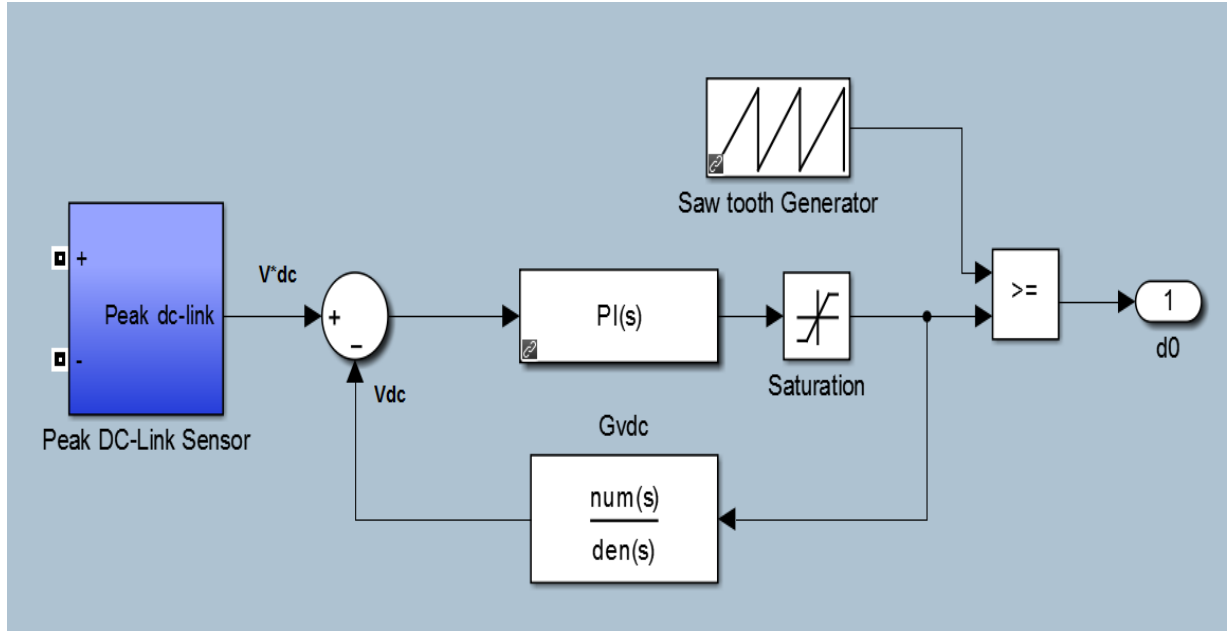 Saw tooth Generator
+
Peak dc-link
-
Peak DC-Link Sensor
V*dc
+
−
Vdc
PI(s)
Saturation
>=
1
d0
Gvdc
num(s)
den(s)